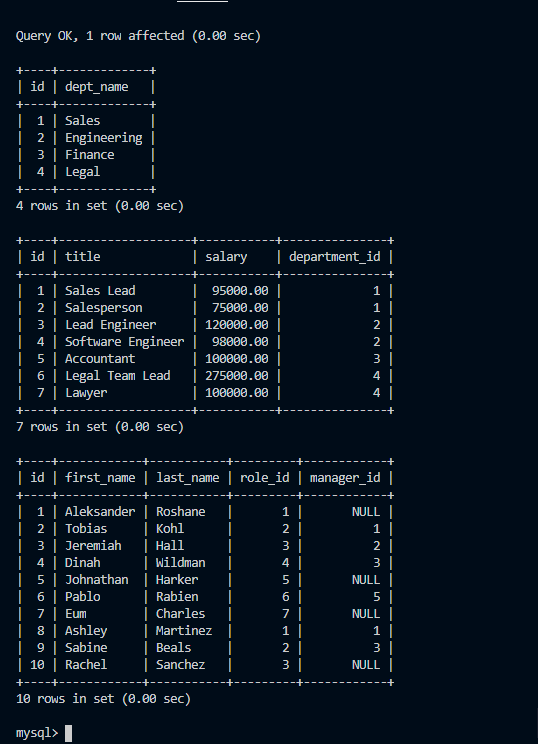 Query OK, 1 row affected (0.00 sec)
+----+-------------+
| id | dept_name   |
+----+-------------+
|  1 | Sales       |
|  2 | Engineering |
|  3 | Finance     |
|  4 | Legal       |
+----+-------------+
4 rows in set (0.00 sec)
+----+-------------------+-----------+---------------+
| id | title             | salary    | department_id |
+----+-------------------+-----------+---------------+
|  1 | Sales Lead        |  95000.00 |             1 |
|  2 | Salesperson       |  75000.00 |             1 |
|  3 | Lead Engineer     | 120000.00 |             2 |
|  4 | Software Engineer |  98000.00 |             2 |
|  5 | Accountant        | 100000.00 |             3 |
|  6 | Legal Team Lead   | 275000.00 |             4 |
|  7 | Lawyer            | 100000.00 |             4 |
+----+-------------------+-----------+---------------+
7 rows in set (0.00 sec)
+----+------------+-----------+---------+------------+
| id | first_name | last_name | role_id | manager_id |
+----+------------+-----------+---------+------------+
|  1 | Aleksander | Roshane   |       1 |       NULL |
|  2 | Tobias     | Kohl      |       2 |          1 |
|  3 | Jeremiah   | Hall      |       3 |          2 |
|  4 | Dinah      | Wildman   |       4 |          3 |
|  5 | Johnathan  | Harker    |       5 |       NULL |
|  6 | Pablo      | Rabien    |       6 |          5 |
|  7 | Eum        | Charles   |       7 |       NULL |
|  8 | Ashley     | Martinez  |       1 |          1 |
|  9 | Sabine     | Beals     |       2 |          3 |
| 10 | Rachel     | Sanchez   |       3 |       NULL |
+----+------------+-----------+---------+------------+
10 rows in set (0.00 sec)
mysql>